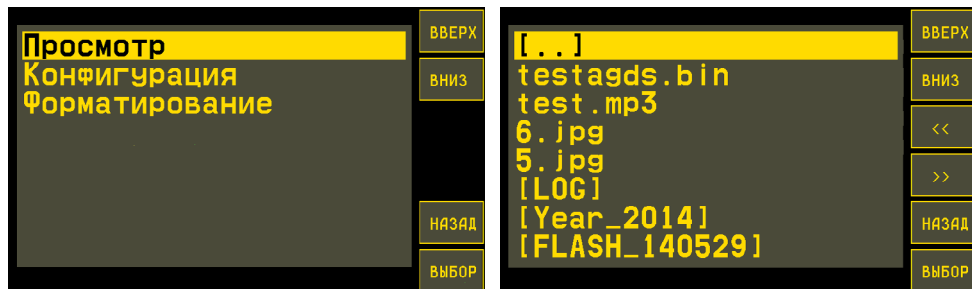 Просмотр
Конфигурация
Форматирование
ВВЕРХ
ВНИЗ
НАЗАД
ВЫБОР
[..]
testagds.bin
test.mp3
6.jpg
5.jpg
[LOG]
[Year_2014]
[FLASH_140529]
ВВЕРХ
ВНИЗ
<<
>>
НАЗАД
ВЫБОР